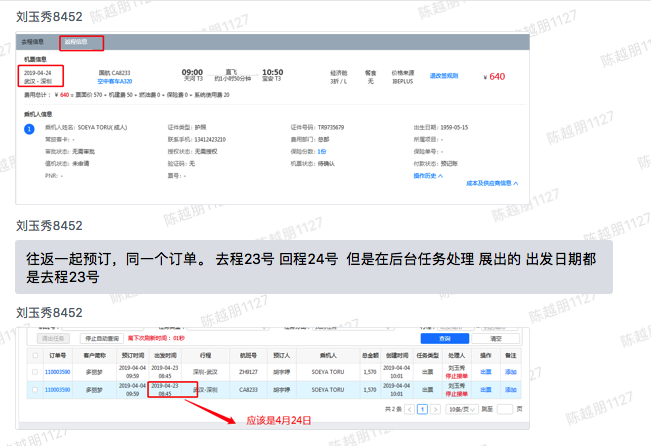 刘玉秀8452
去程信息 返程信息
机票信息
2019-04-24 国航 CA8233 09:00 直飞 10:50 经济舱 餐食 价格来源 退改签规则 ¥ 640
武汉 - 深圳 空中客车A320 天河 T3 约1小时50分钟 宝安 T3 3折 / L 无 IBEPLUS
费用总计： ¥ 640 = 票面价 570 + 机建费 50 + 燃油费 0 + 保险费 0 + 系统使用费 20
乘机人信息
1 乘机人姓名：SOEYA TORU( 成人) 证件类型：护照 证件号码：TR9735679 出生日期：1959-05-15
常旅客卡：- 联系手机：13412423210 费用部门：总部 所属项目：-
审批状态：无需审批 授权状态：无需授权 保险份数：1份 保险单号：-
值机状态：未申请 验证码：无 机票状态：待确认 付款状态：预记账
PNR：- 票号：- 操作历史
成本及供应商信息
刘玉秀8452
往返一起预订，同一个订单。 去程23号 回程24号 但是在后台任务处理 展出的 出发日期都
是去程23号
刘玉秀8452
退出任务 停止自动查询 离下次刷新时间：01秒 查询 清空
订单号 客户简称 预订时间 出发时间 行程 航班号 预订人 乘机人 总金额 创建时间 任务类型 处理人 操作 备注
110003590 多丽梦 2019-04-04 09:59 2019-04-23 08:45 深圳-武汉 ZH9127 胡宇婷 SOEYA TORU 1,570 2019-04-04 10:01 出票 刘玉秀 停止接单 出票 添加
110003590 多丽梦 2019-04-04 09:59 2019-04-23 08:45 武汉-深圳 CA8233 胡宇婷 SOEYA TORU 1,570 2019-04-04 10:01 出票 刘玉秀 停止接单 出票 添加
共 2 条 1 10条/页 跳至 页
应该是4月24日
陈越朋1127